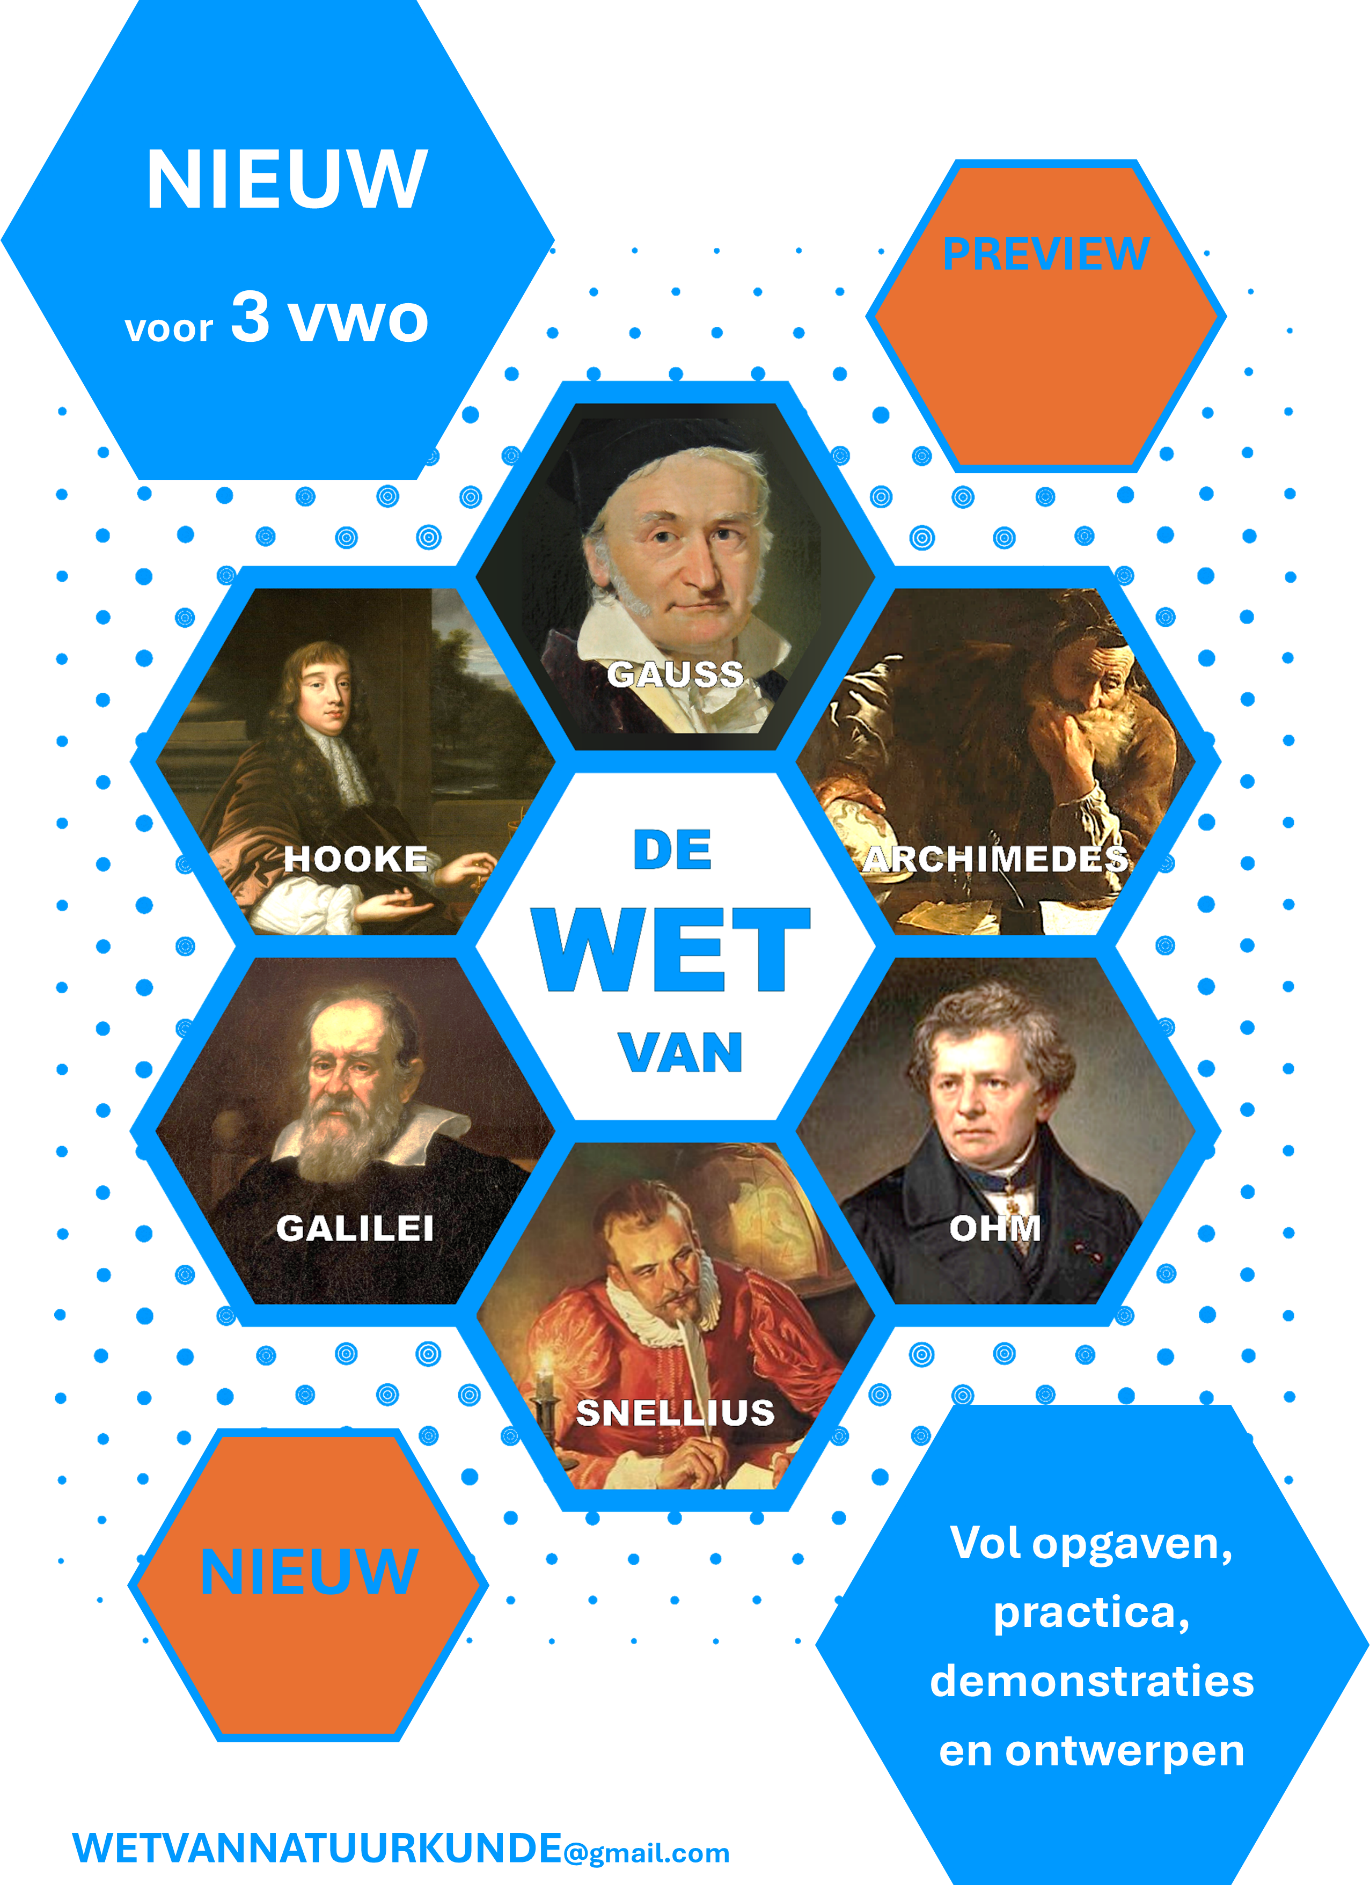 NIEUW
voor 3 vwo
PREVIEW
GAUSS
HOOKE
ARCHIMEDES
DE
WET
VAN
GALILEI
OHM
SNELLIUS
NIEUW
Vol opgaven,
practica,
demonstraties
en ontwerpen
WETVANNATUURKUNDE@gmail.com